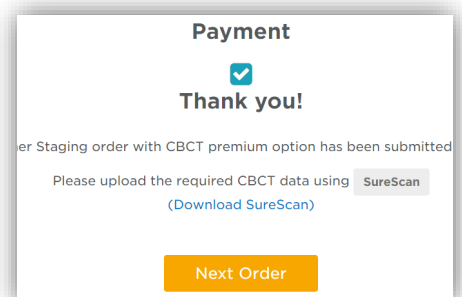 Payment
Thank you!
er Staging order with CBCT premium option has been submitted
Please upload the required CBCT data using SureScan
(Download SureScan)
Next Order